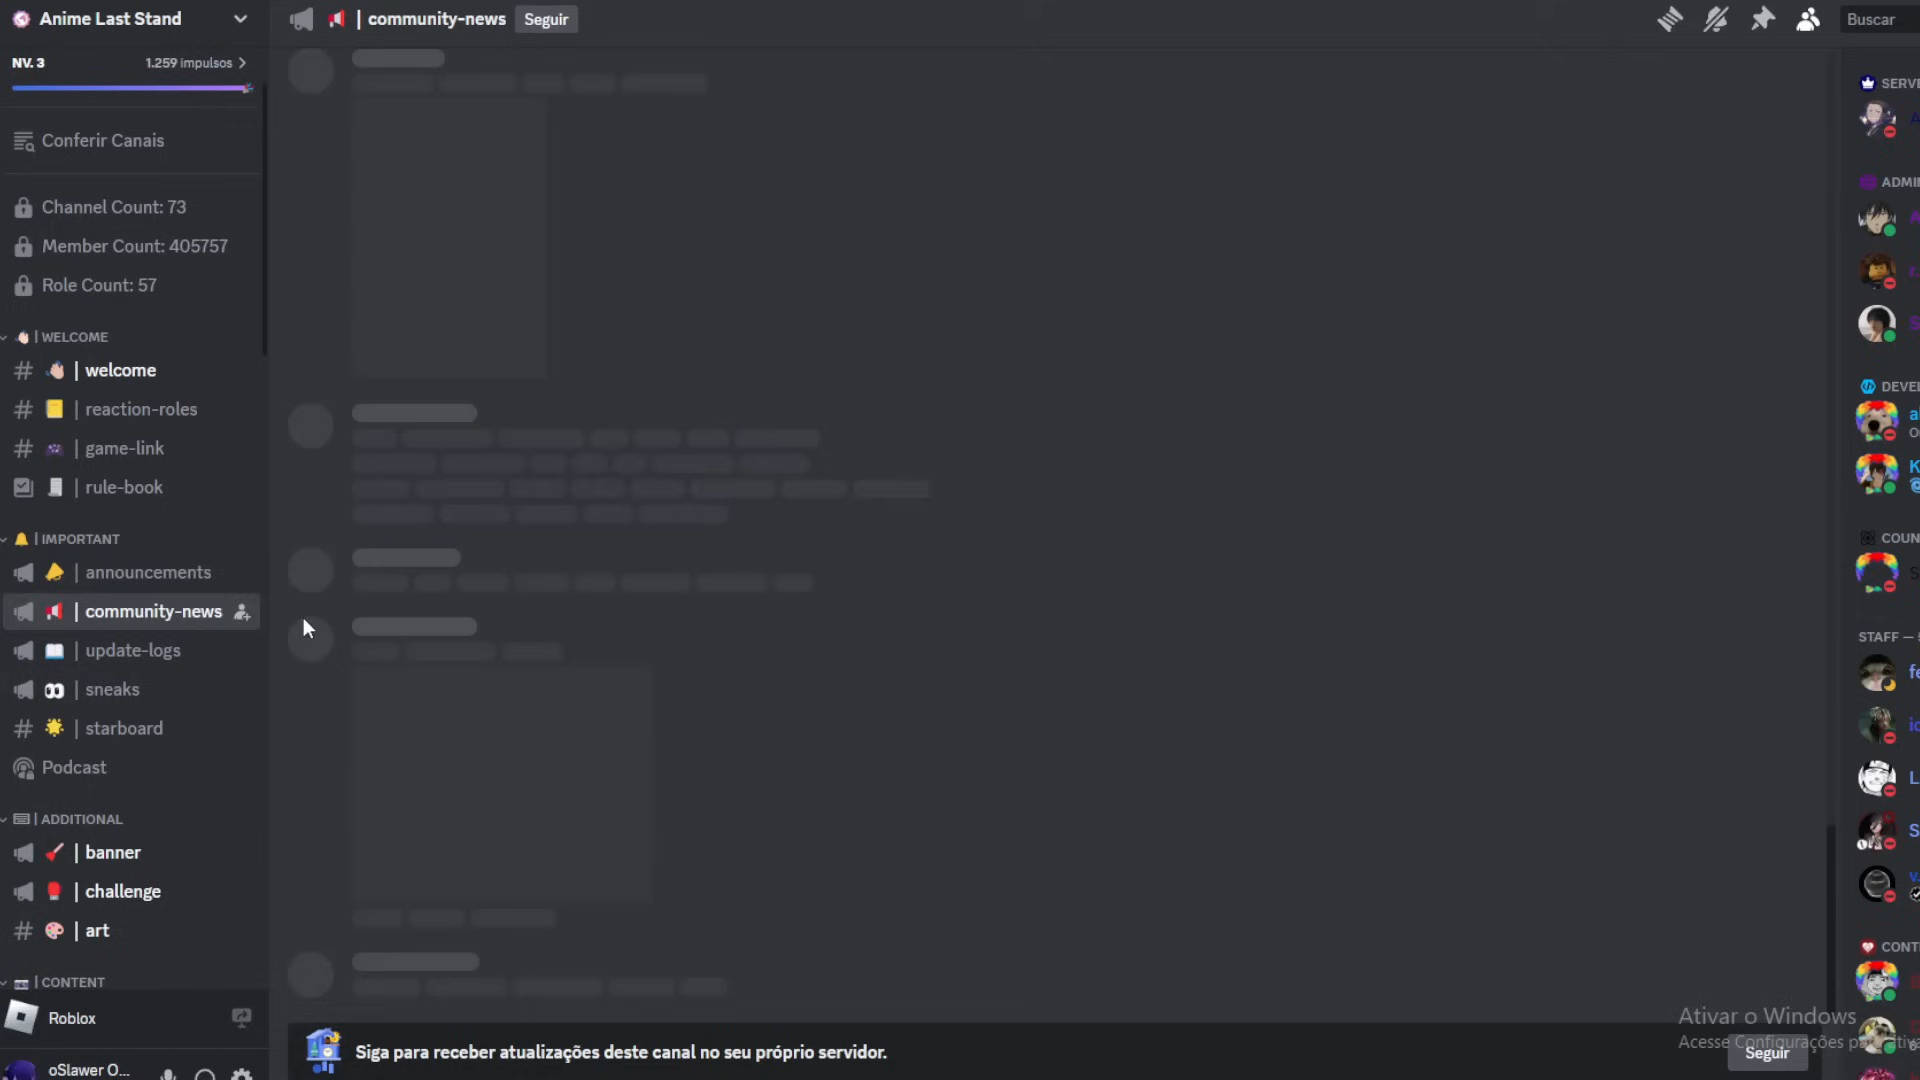 Anime Last Stand
NV. 3
1.259 impulsos
Conferir Canais
Channel Count: 73
Member Count: 405757
Role Count: 57
| WELCOME
| welcome
| reaction-roles
| game-link
| rule-book
| IMPORTANT
| announcements
| community-news
| update-logs
| sneaks
| starboard
Podcast
| ADDITIONAL
| banner
| challenge
| art
| CONTENT
Roblox
oSlawer O...
| community-news
Seguir
Buscar
Siga para receber atualizações deste canal no seu próprio servidor.
Seguir
Ativar o Windows
Acesse Configurações
STAFF —